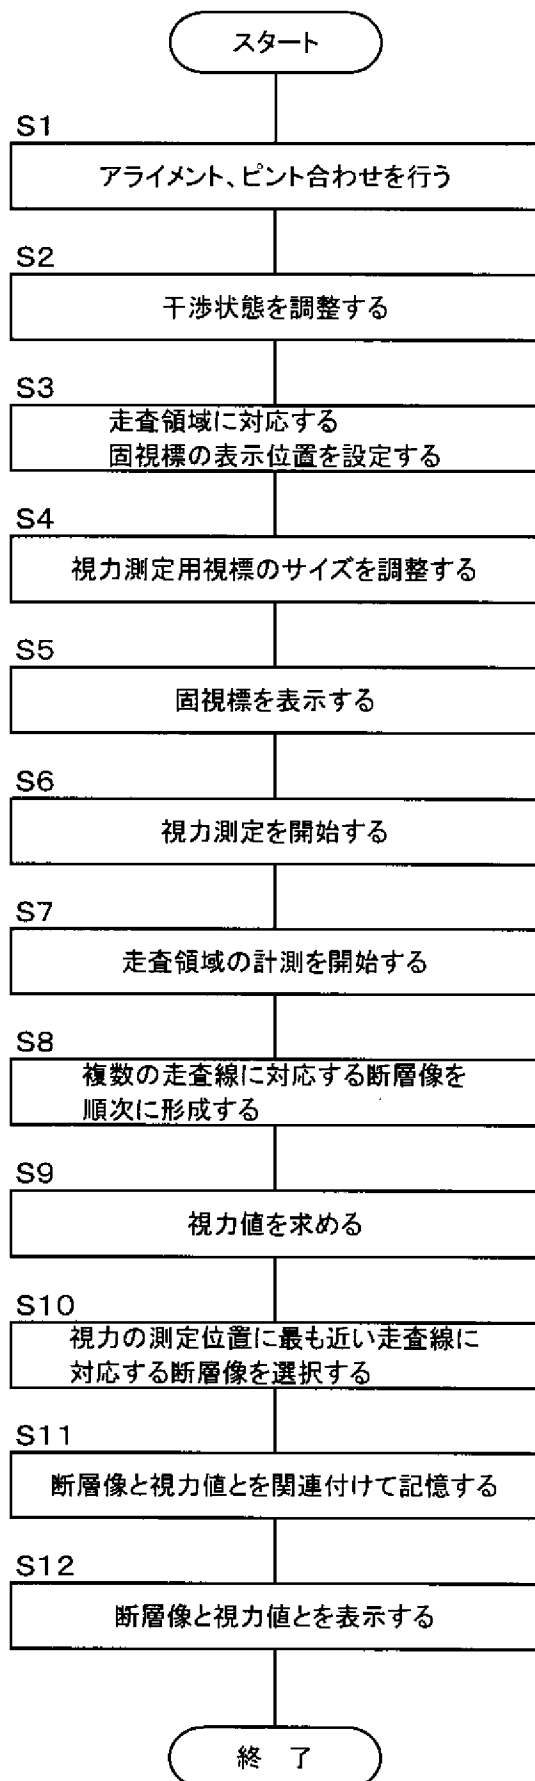 スタート
S1
アライメント、ピント合わせを行う
S2
干渉状態を調整する
S3
走査領域に対応する
固視標の表示位置を設定する
S4
視力測定用視標のサイズを調整する
S5
固視標を表示する
S6
視力測定を開始する
S7
走査領域の計測を開始する
S8
複数の走査線に対応する断層像を
順次に形成する
S9
視力値を求める
S10
視力の測定位置に最も近い走査線に
対応する断層像を選択する
S11
断層像と視力値とを関連付けて記憶する
S12
断層像と視力値とを表示する
終 了